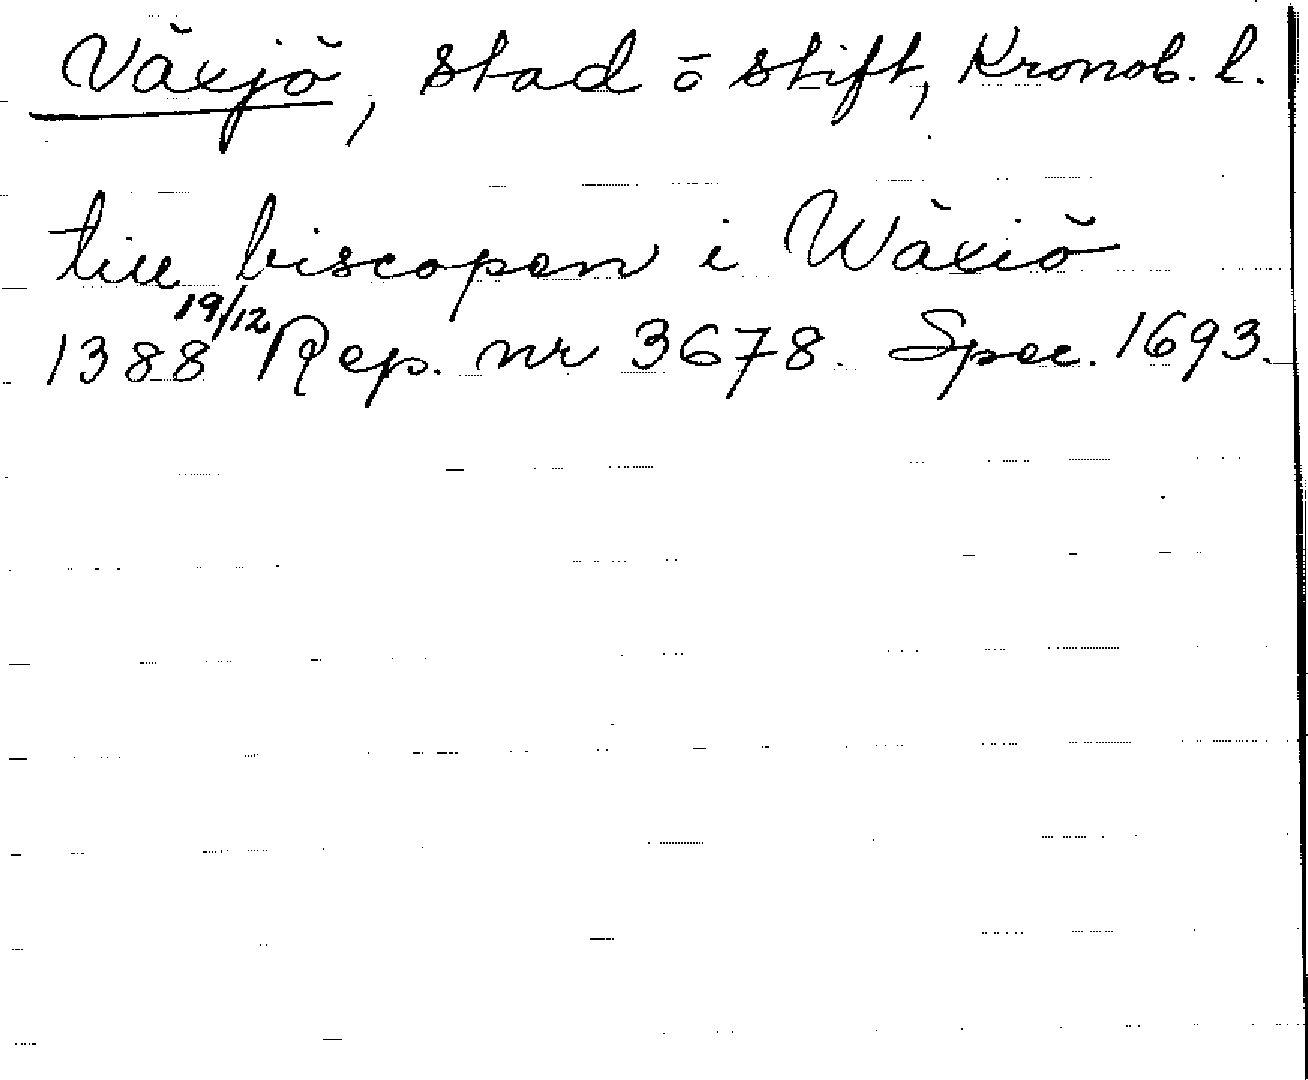 Växjö, stad o stift, Kronob. l.
till biscopen i Wäxiö
1388 19/12 Rep. nr 3678. Spec. 1693.